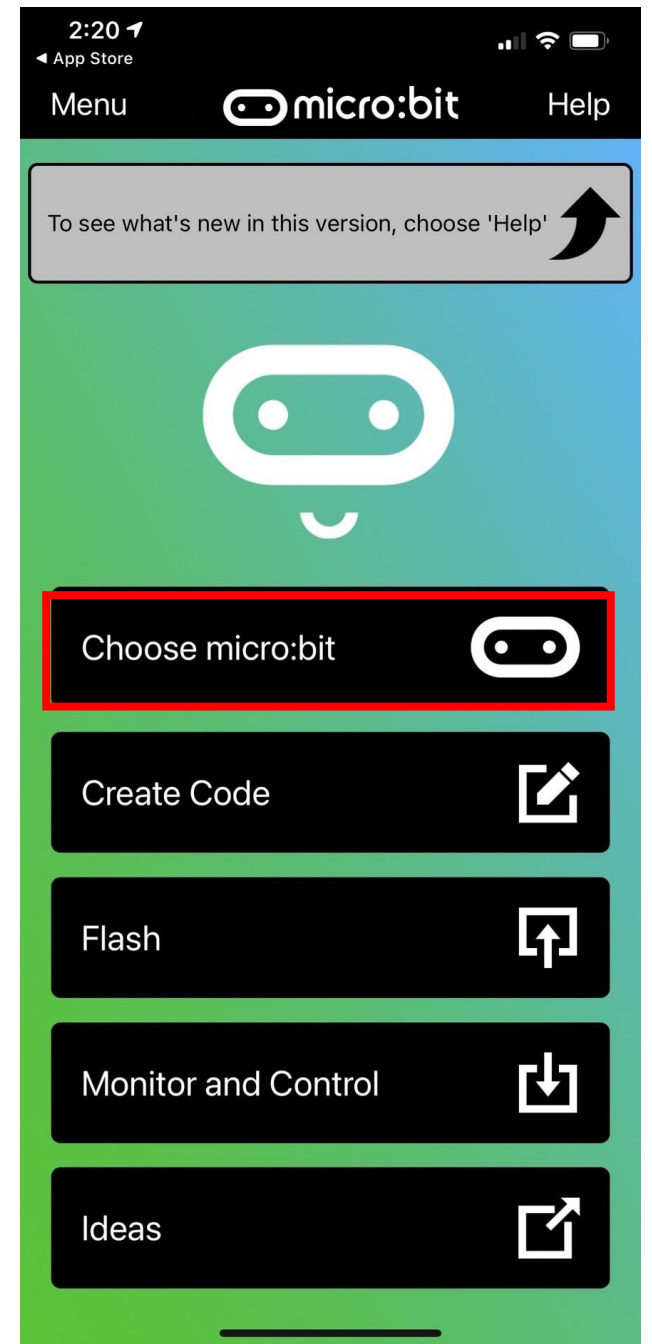 2:20
App Store
Menu micro:bit Help
To see what's new in this version, choose 'Help'
Choose micro:bit
Create Code
Flash
Monitor and Control
Ideas